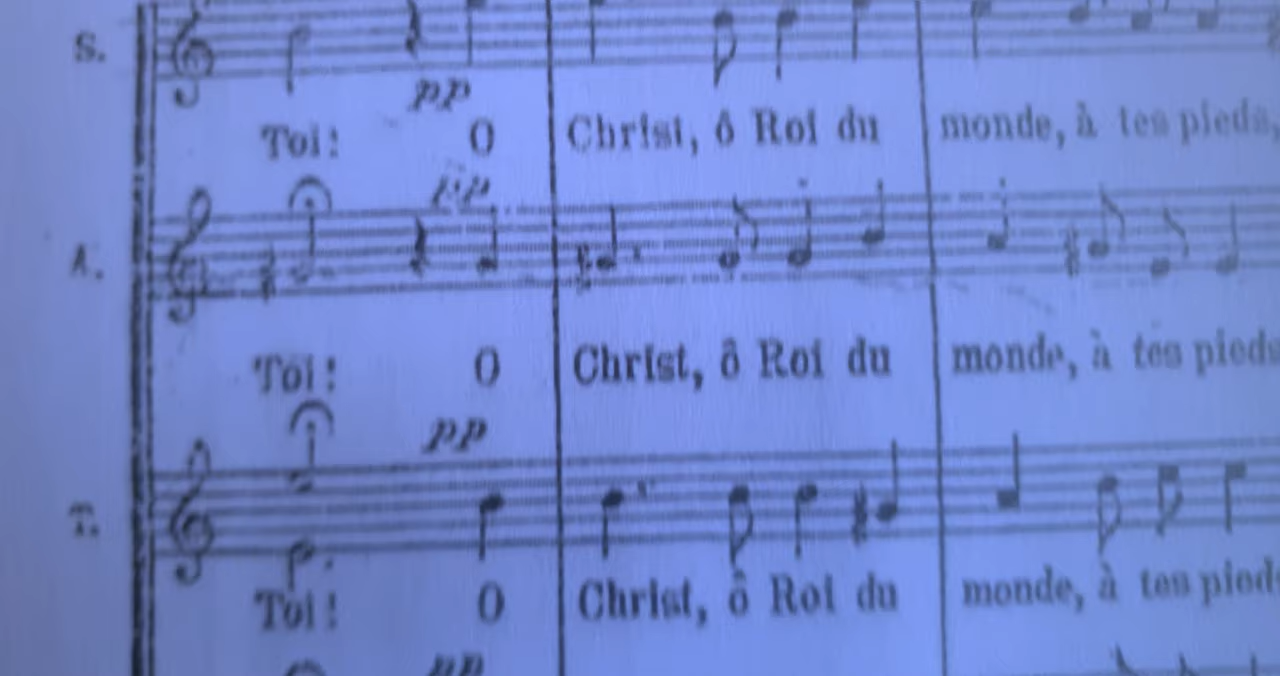 S.
pp
Toi! O Christ, ô Roi du monde, à tes pieds,
pp
A.
Toi! O Christ, ô Roi du monde, à tes pieds
pp
T.
Toi! O Christ, ô Roi du monde, à tes pieds
pp